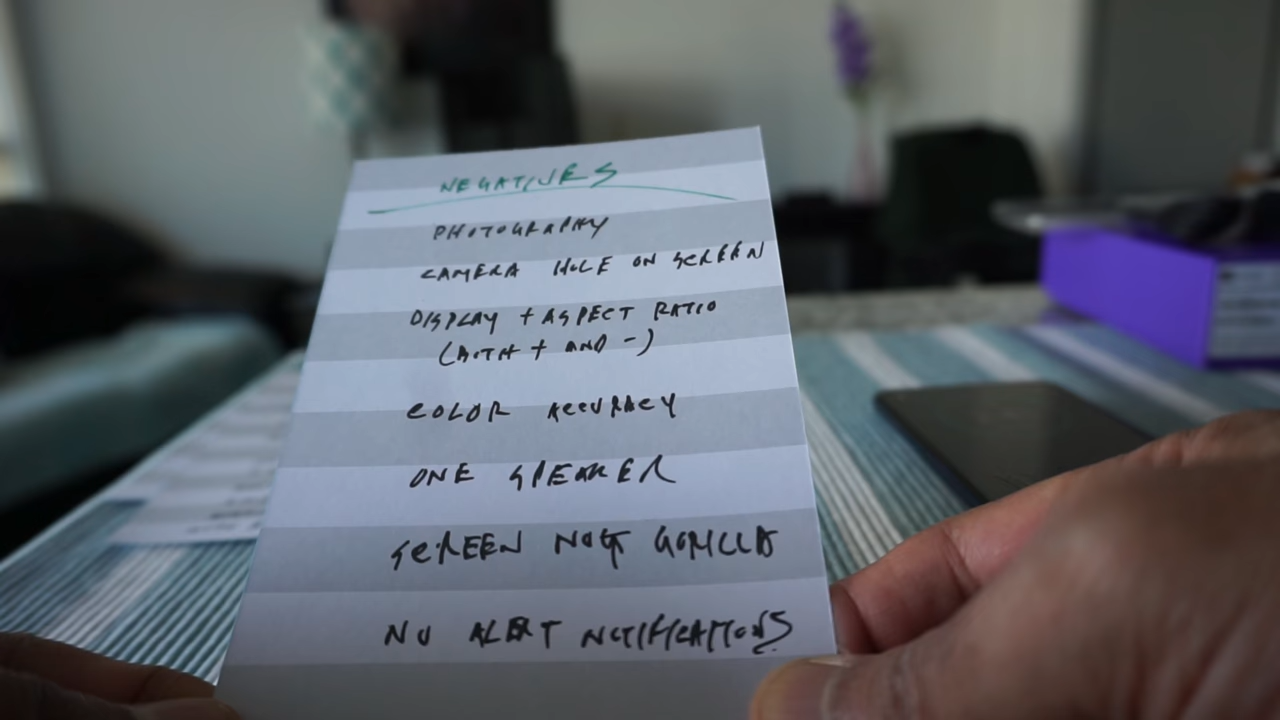 NEGATIVES
PHOTOGRAPHY
CAMERA HOLE ON SCREEN
DISPLAY + ASPECT RATIO
(BOTH + AND -)
COLOR ACCURACY
ONE SPEAKER
SCREEN NOT GORILLA
NO ALERT NOTIFICATIONS